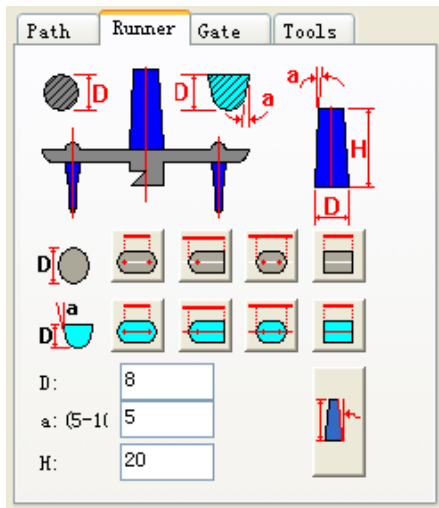 Path Runner Gate Tools
D D a a
H
D
D
a
D
D: 8
a: (5-1( 5
H: 20